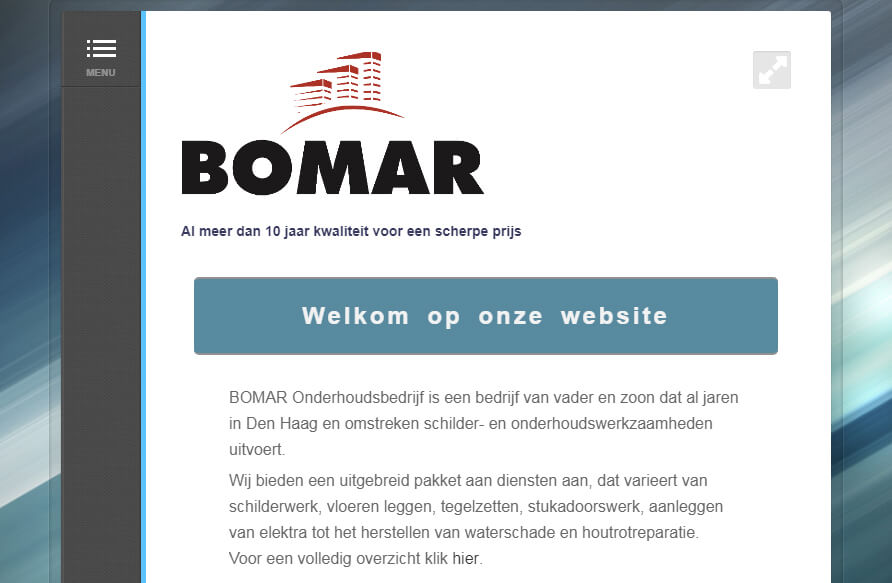 MENU
BOMAR
Al meer dan 10 jaar kwaliteit voor een scherpe prijs
Welkom op onze website
BOMAR Onderhoudsbedrijf is een bedrijf van vader en zoon dat al jaren
in Den Haag en omstreken schilder- en onderhoudswerkzaamheden
uitvoert.
Wij bieden een uitgebreid pakket aan diensten aan, dat varieert van
schilderwerk, vloeren leggen, tegelzetten, stukadoorswerk, aanleggen
van elektra tot het herstellen van waterschade en houtrotreparatie.
Voor een volledig overzicht klik hier.